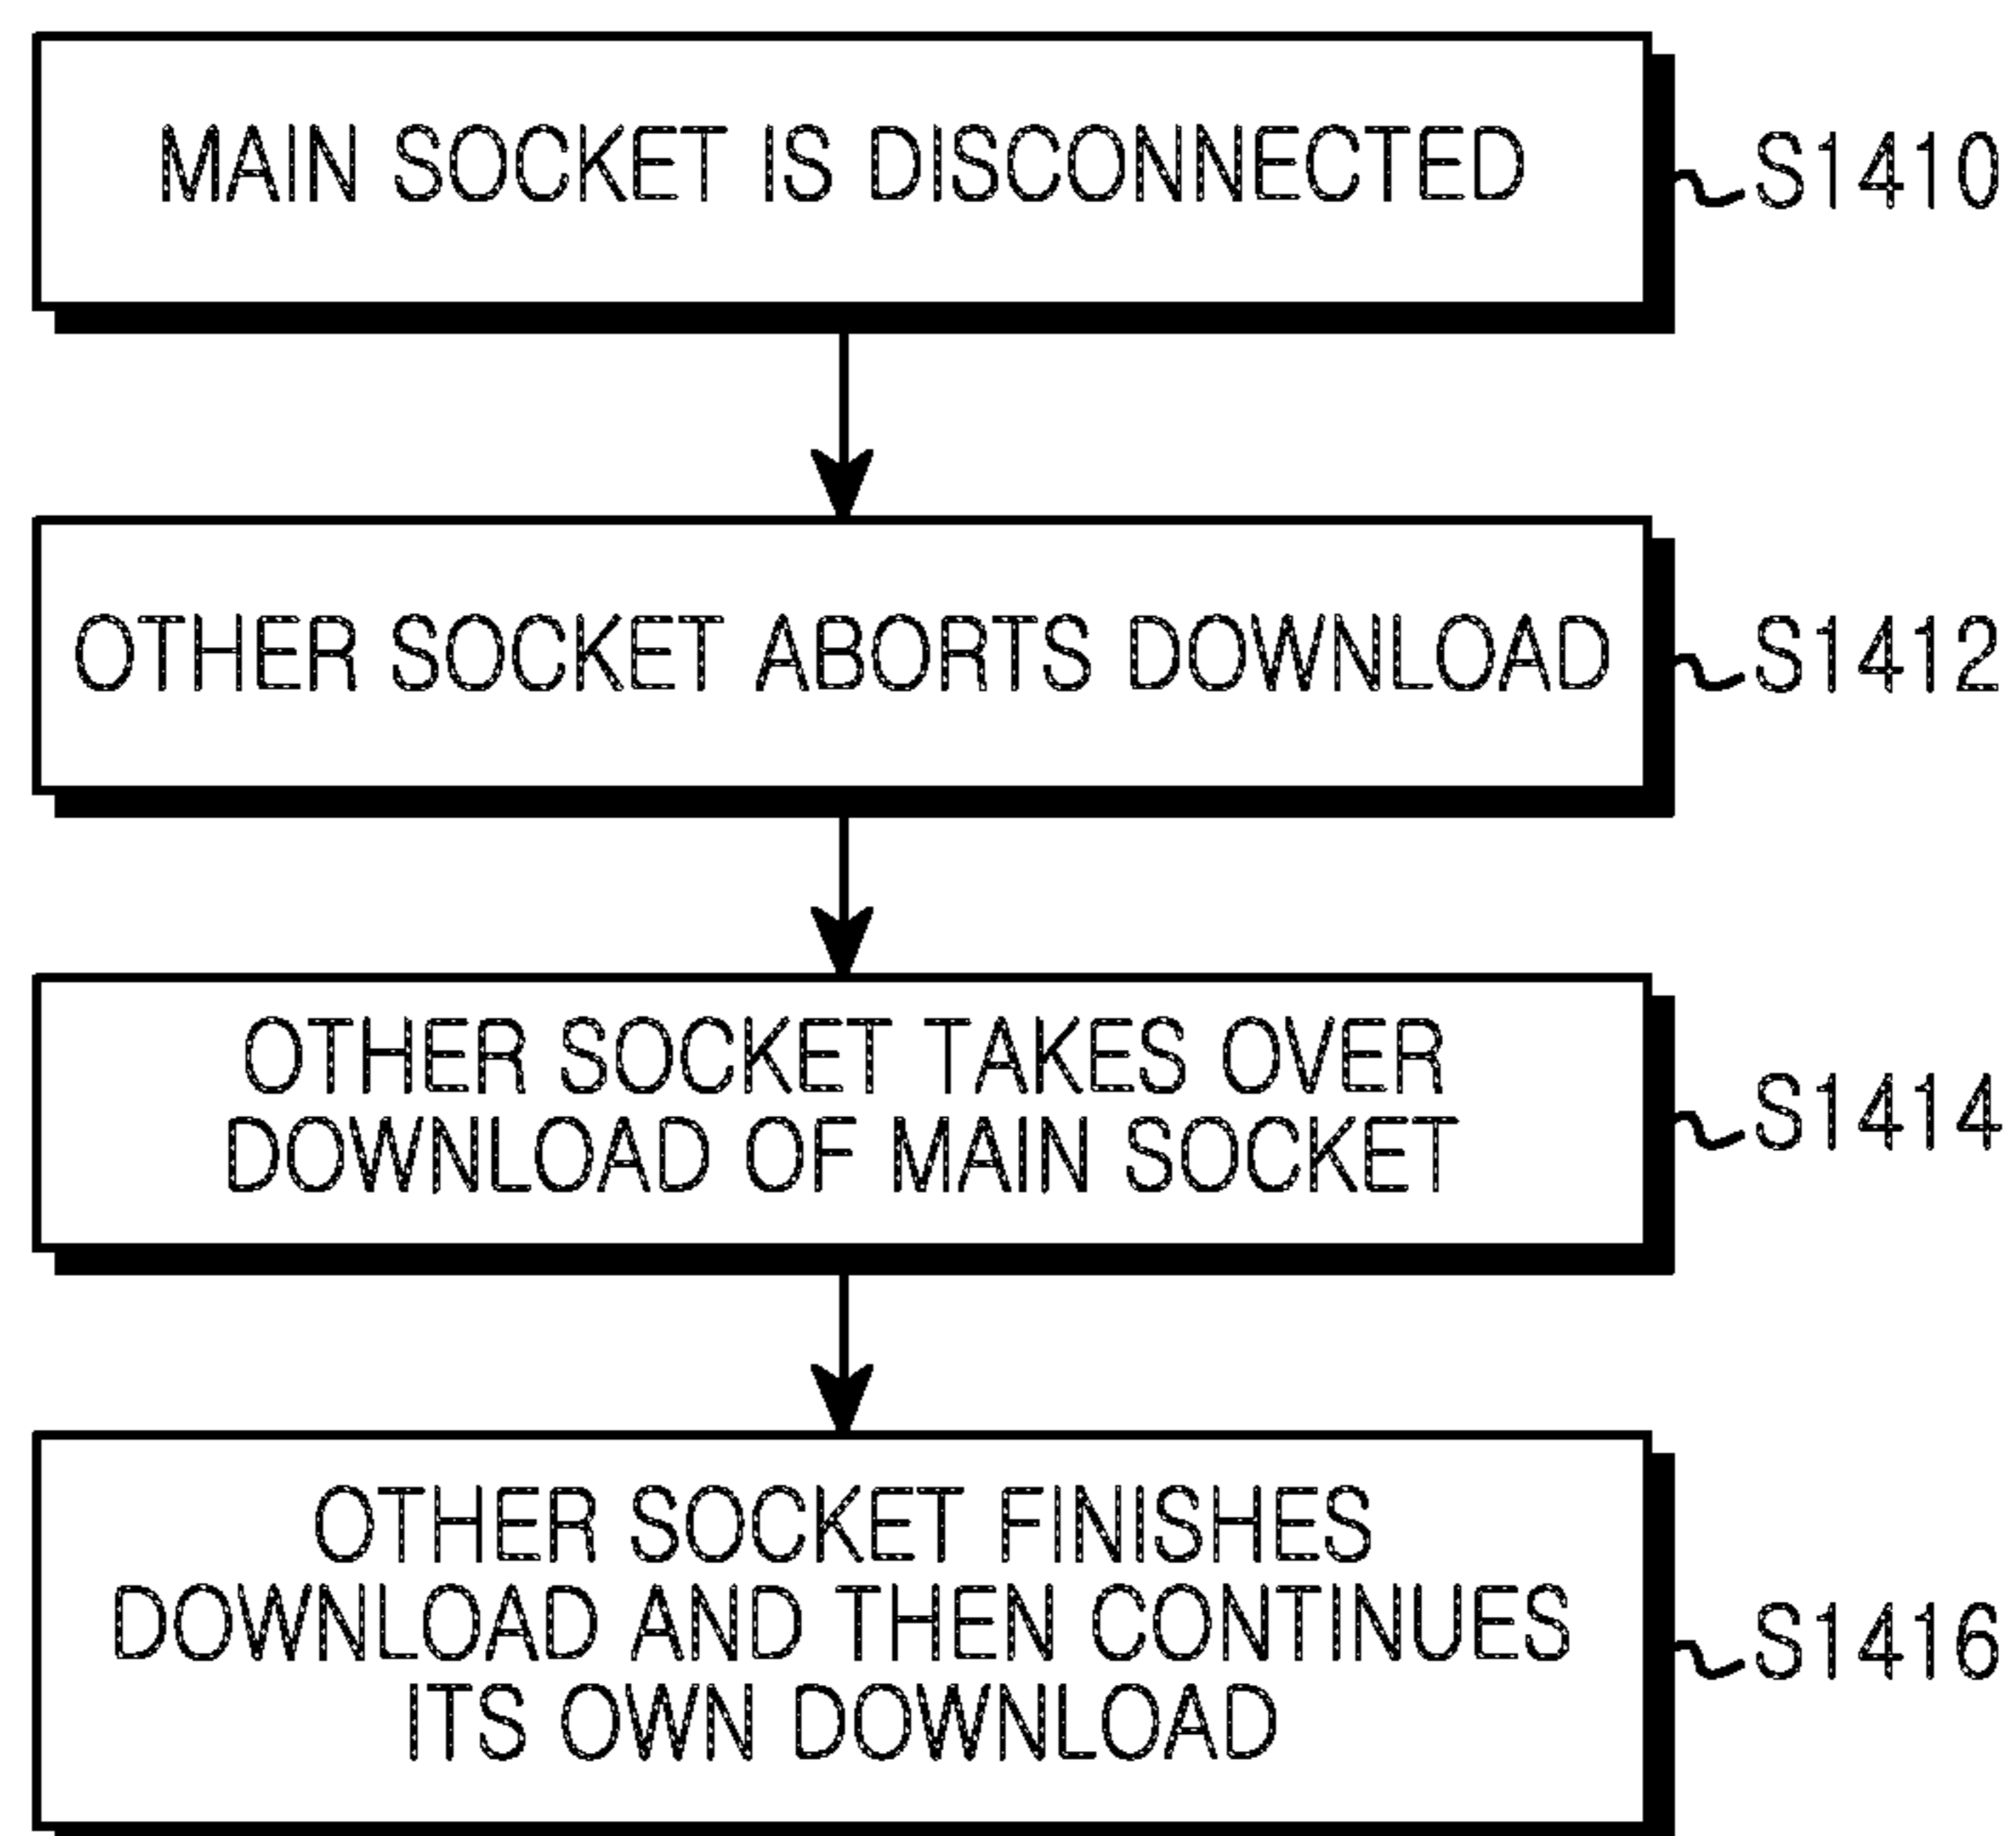 MAIN SOCKET IS DISCONNECTED
S1410
OTHER SOCKET ABORTS DOWNLOAD
S1412
OTHER SOCKET TAKES OVER
DOWNLOAD OF MAIN SOCKET
S1414
OTHER SOCKET FINISHES
DOWNLOAD AND THEN CONTINUES
ITS OWN DOWNLOAD
S1416